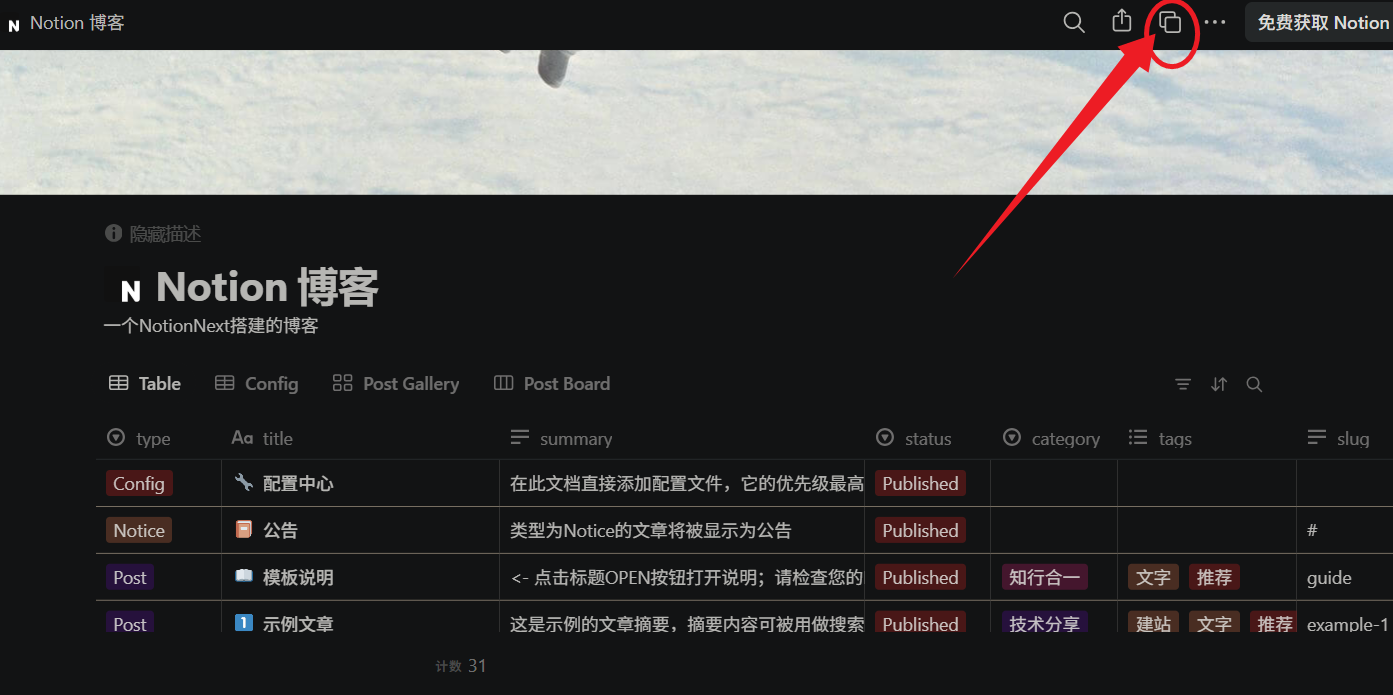 N Notion 博客 免费获取 Notion
隐藏描述
N Notion 博客
一个NotionNext搭建的博客
Table Config Post Gallery Post Board
type Aa title summary status category tags slug
Config 配置中心 在此文档直接添加配置文件，它的优先级最高 Published
Notice 公告 类型为Notice的文章将被显示为公告 Published #
Post 模板说明 <- 点击标题OPEN按钮打开说明；请检查您的 Published 知行合一 文字 推荐 guide
Post 1 示例文章 这是示例的文章摘要，摘要内容可被用做搜索 Published 技术分享 建站 文字 推荐 example-1
计数 31